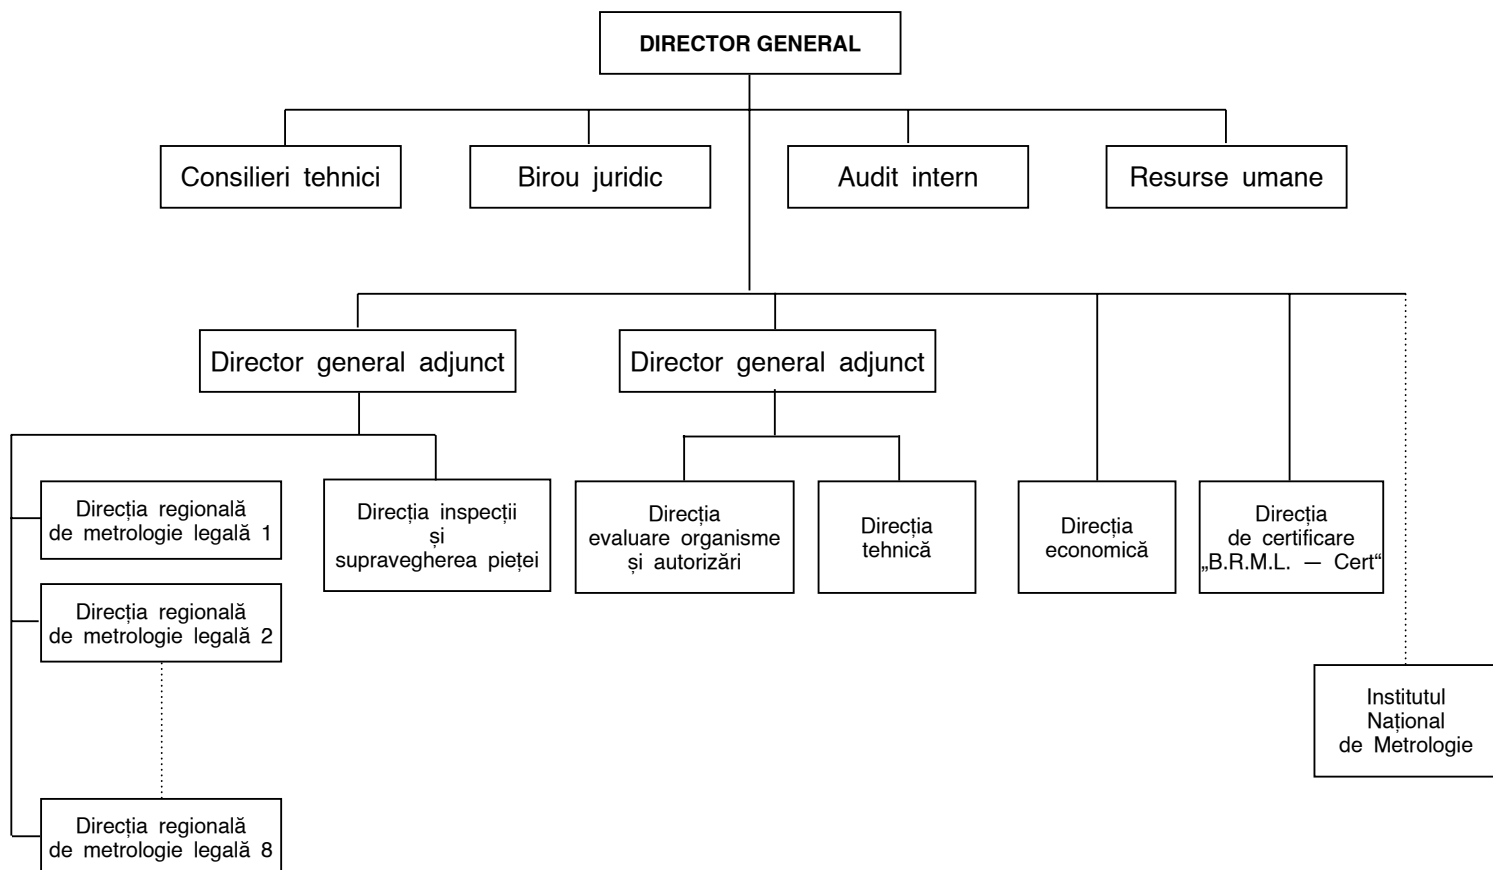 DIRECTOR GENERAL
Consilieri tehnici
Birou juridic
Audit intern
Resurse umane
Director general adjunct
Director general adjunct
Direcția regională
de metrologie legală 1
Direcția inspecții
și
supravegherea pieței
Direcția
evaluare organisme
și autorizări
Direcția
tehnică
Direcția
economică
Direcția
de certificare
„B.R.M.L. — Cert“
Direcția regională
de metrologie legală 2
Institutul
Național
de Metrologie
Direcția regională
de metrologie legală 8